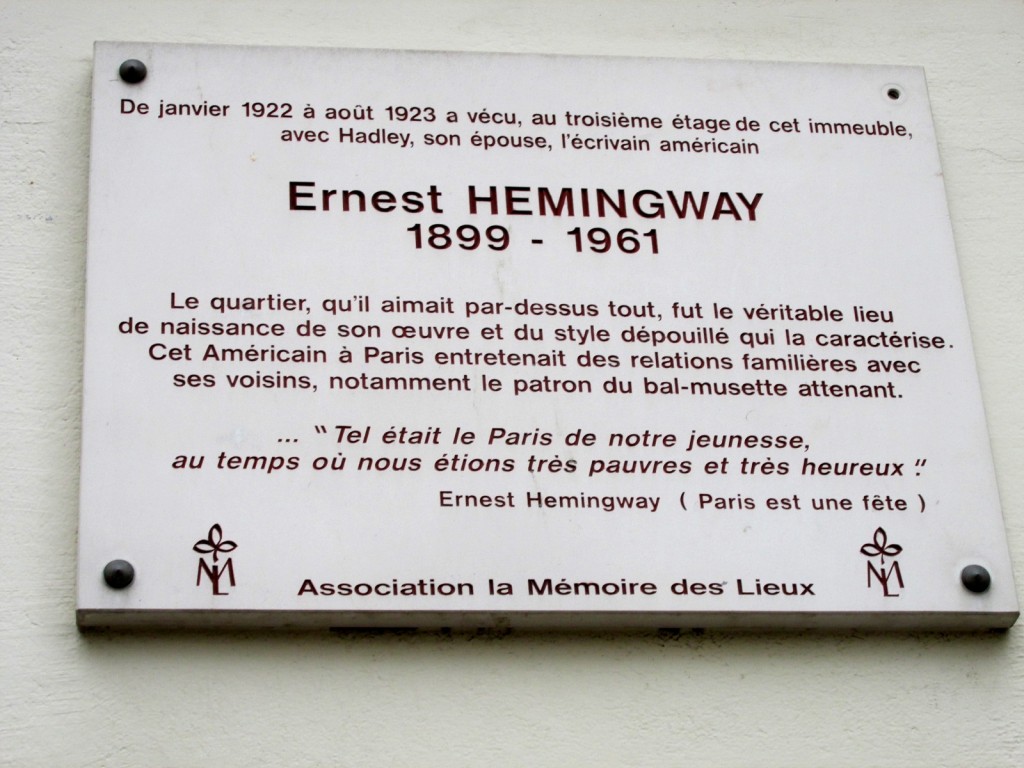 De janvier 1922 à août 1923 a vécu, au troisième étage de cet immeuble,
avec Hadley, son épouse, l'écrivain américain
Ernest HEMINGWAY
1899 - 1961
Le quartier, qu'il aimait par-dessus tout, fut le véritable lieu
de naissance de son œuvre et du style dépouillé qui la caractérise.
Cet Américain à Paris entretenait des relations familières avec
ses voisins, notamment le patron du bal-musette attenant.
... "Tel était le Paris de notre jeunesse,
au temps où nous étions très pauvres et très heureux."
Ernest Hemingway ( Paris est une fête )
Association la Mémoire des Lieux